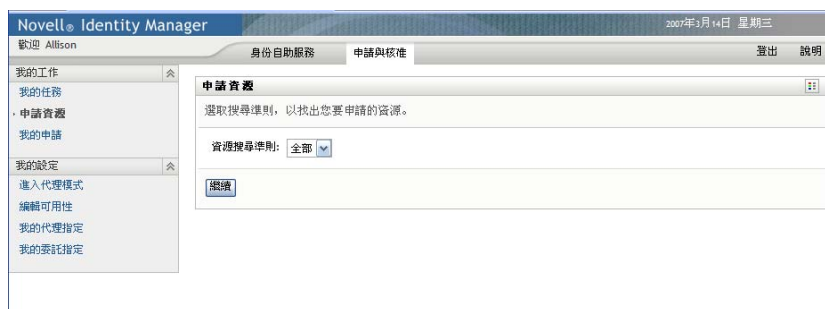 Novell® Identity Manager
2007年3月14日 星期三
歡迎 Allison
身份自助服務
申請與核准
登出
說明
我的工作
我的任務
申請資源
我的申請
我的設定
進入代理模式
編輯可用性
我的代理指定
我的委託指定
申請資源
選取搜尋準則，以找出您要申請的資源。
資源搜尋準則: 全部
繼續